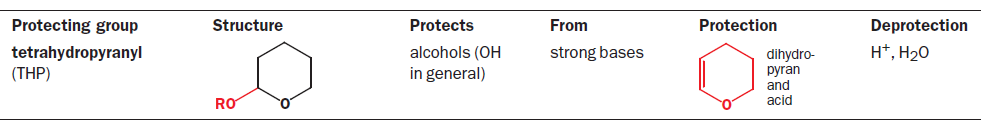 Protecting group Structure Protects From Protection Deprotection
tetrahydropyranyl alcohols (OH strong bases dihydro- H+, H2O
(THP) in general) pyran
and
acid
RO O O